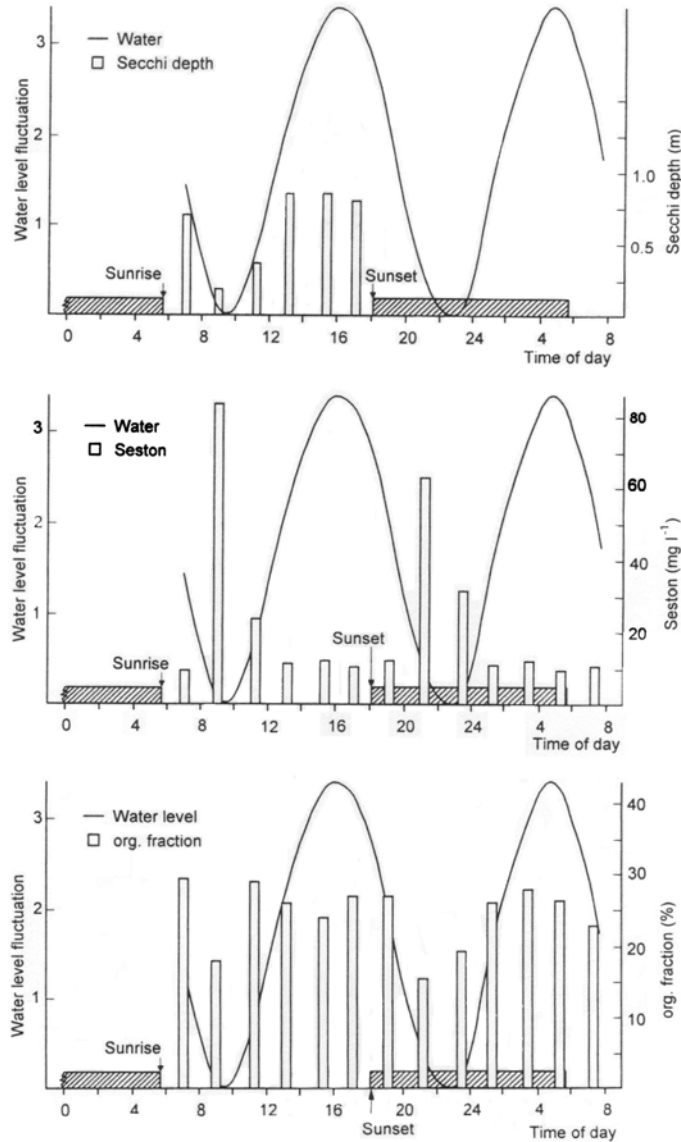 Water
Secchi depth
Water level fluctuation
3
2
1
1.0
0.5
Secchi depth (m)
Sunrise
Sunset
0 4 8 12 16 20 24 4 8
Time of day
Water
Seston
Water level fluctuation
3
2
1
80
60
40
20
Seston (mg l⁻¹)
Sunrise
Sunset
0 4 8 12 16 20 24 4 8
Time of day
Water level
org. fraction
Water level fluctuation
3
2
1
40
30
20
10
org. fraction (%)
Sunrise
0 4 8 12 16 20 24 4 8
Sunset
Time of day